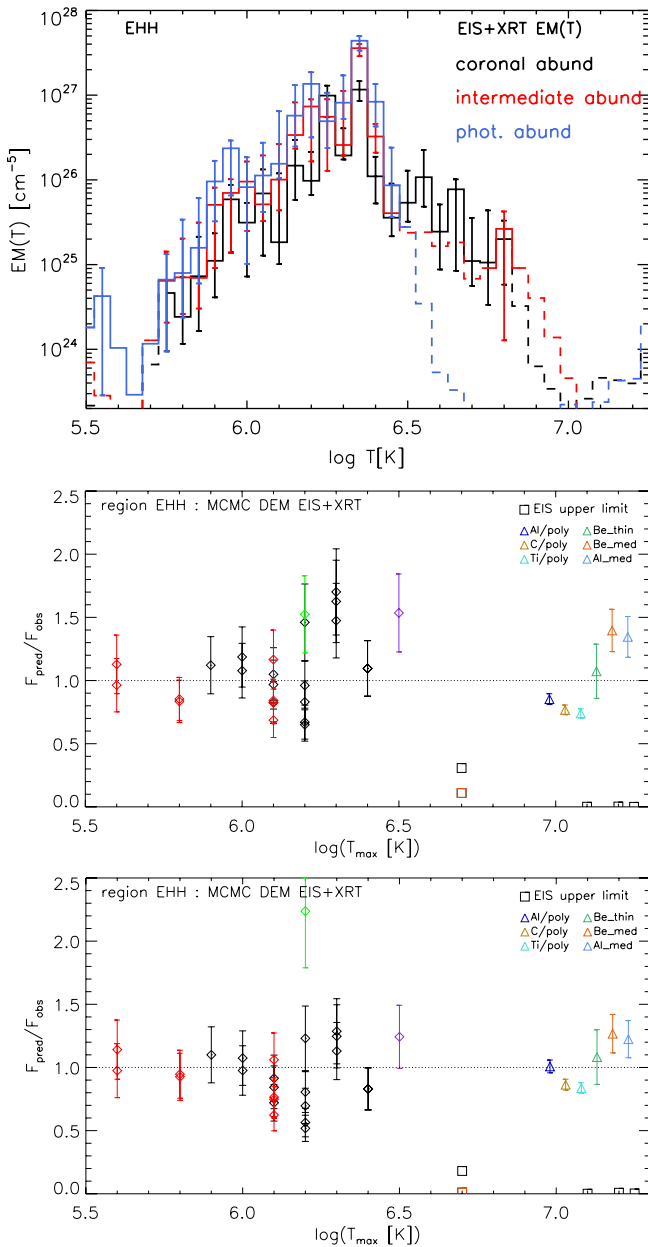 EHH EIS+XRT EM(T)
coronal abund
intermediate abund
phot. abund
10^28
10^27
10^26
10^25
10^24
EM(T) [cm^-5]
5.5 6.0 6.5 7.0
log T[K]
region EHH : MCMC DEM EIS+XRT
EIS upper limit
Al/poly Be_thin
C/poly Be_med
Ti/poly Al_med
2.5
2.0
1.5
1.0
0.5
0.0
F_pred/F_obs
5.5 6.0 6.5 7.0
log(T_max [K])
region EHH : MCMC DEM EIS+XRT
EIS upper limit
Al/poly Be_thin
C/poly Be_med
Ti/poly Al_med
2.5
2.0
1.5
1.0
0.5
0.0
F_pred/F_obs
5.5 6.0 6.5 7.0
log(T_max [K])